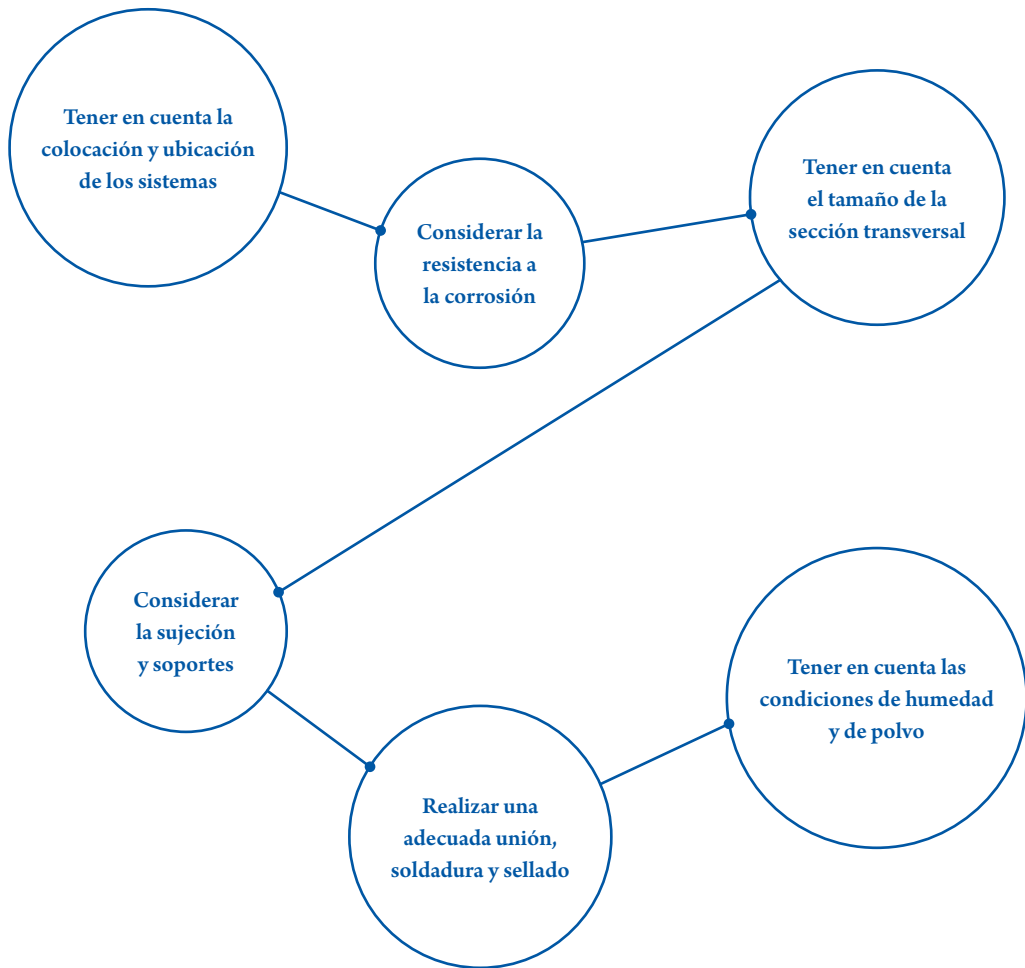 Tener en cuenta la
colocación y ubicación
de los sistemas
Considerar la
resistencia a
la corrosión
Tener en cuenta
el tamaño de la
sección transversal
Considerar
la sujeción
y soportes
Realizar una
adecuada unión,
soldadura y sellado
Tener en cuenta las
condiciones de humedad
y de polvo